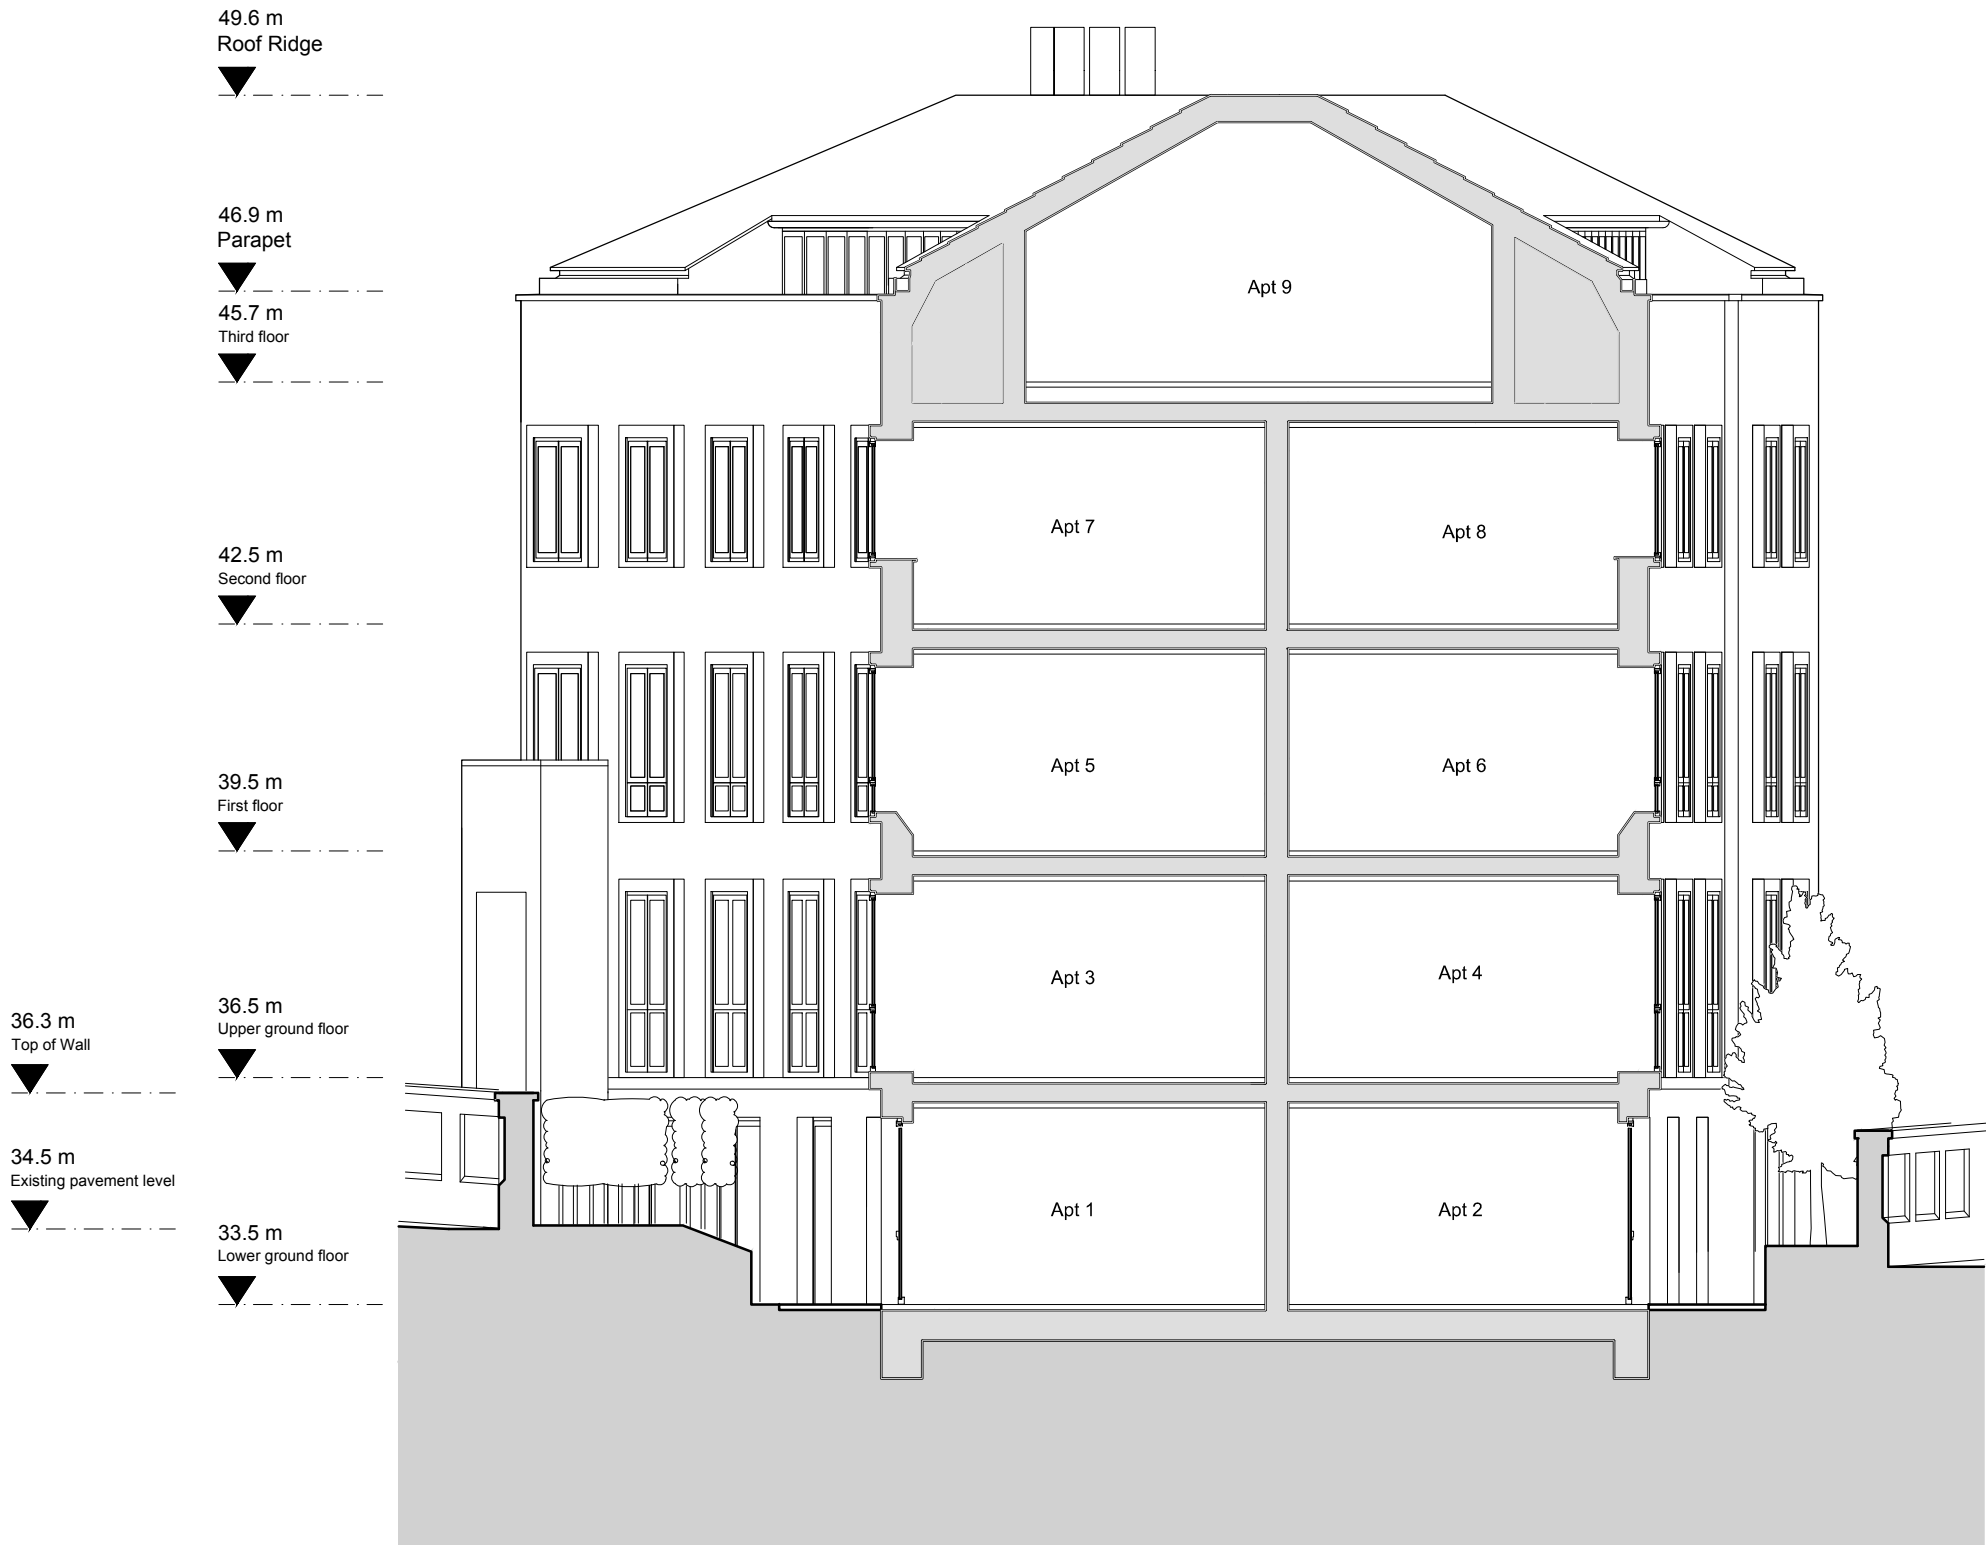 49.6 m
Roof Ridge
46.9 m
Parapet
45.7 m
Third floor
42.5 m
Second floor
39.5 m
First floor
36.5 m
Upper ground floor
36.3 m
Top of Wall
34.5 m
Existing pavement level
33.5 m
Lower ground floor
Apt 9
Apt 7
Apt 8
Apt 5
Apt 6
Apt 3
Apt 4
Apt 1
Apt 2